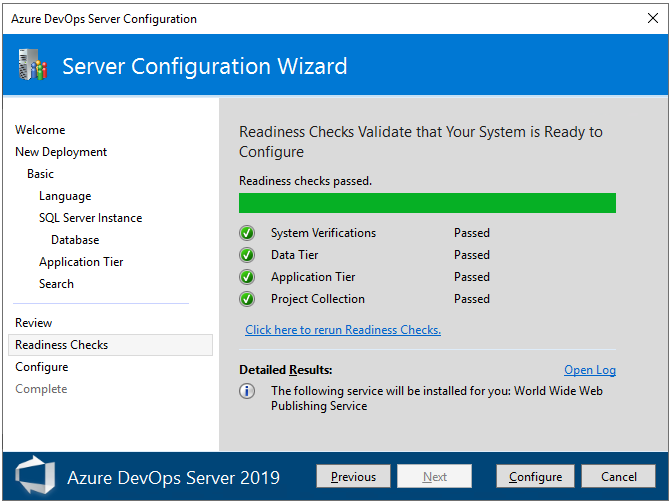 Azure DevOps Server Configuration
Server Configuration Wizard
Welcome
New Deployment
Basic
Language
SQL Server Instance
Database
Application Tier
Search
Review
Readiness Checks
Configure
Complete
Readiness Checks Validate that Your System is Ready to
Configure
Readiness checks passed.
System Verifications Passed
Data Tier Passed
Application Tier Passed
Project Collection Passed
Click here to rerun Readiness Checks.
Detailed Results: Open Log
The following service will be installed for you: World Wide Web
Publishing Service
Azure DevOps Server 2019 Previous Next Configure Cancel